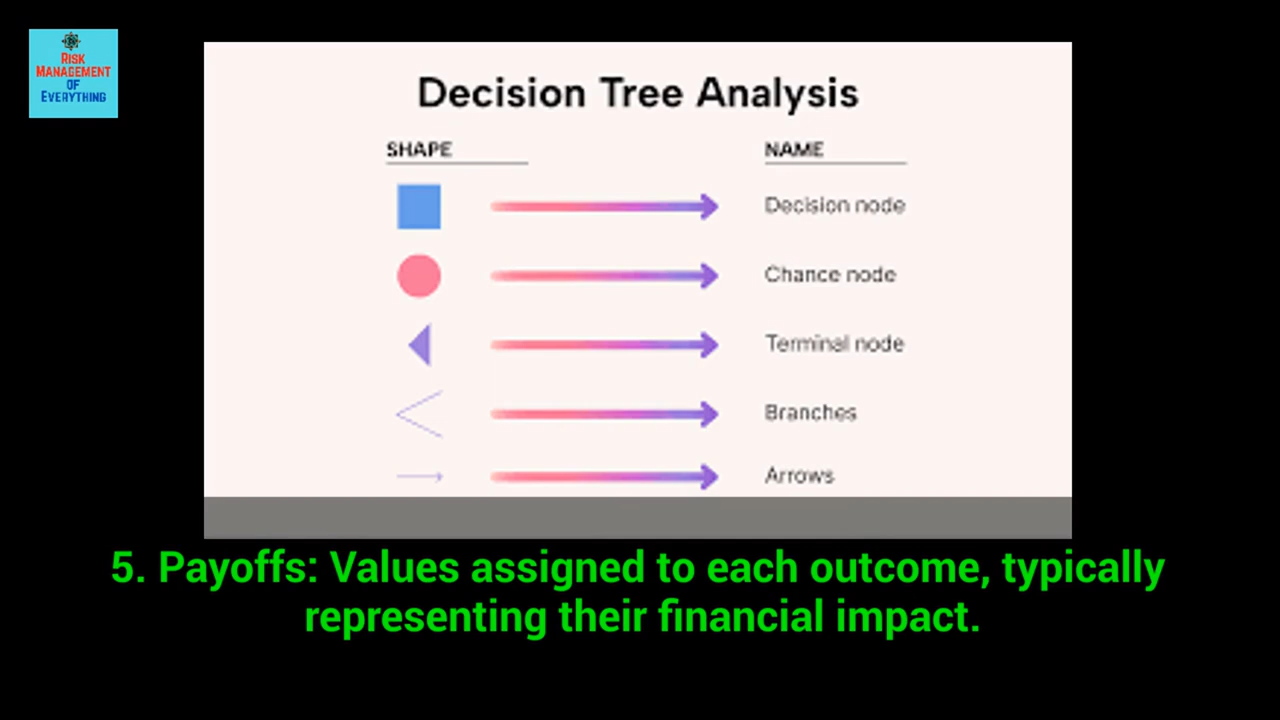 RISK
MANAGEMENT
OF
EVERYTHING
Decision Tree Analysis
SHAPE NAME
Decision node
Chance node
Terminal node
Branches
Arrows
5. Payoffs: Values assigned to each outcome, typically
representing their financial impact.